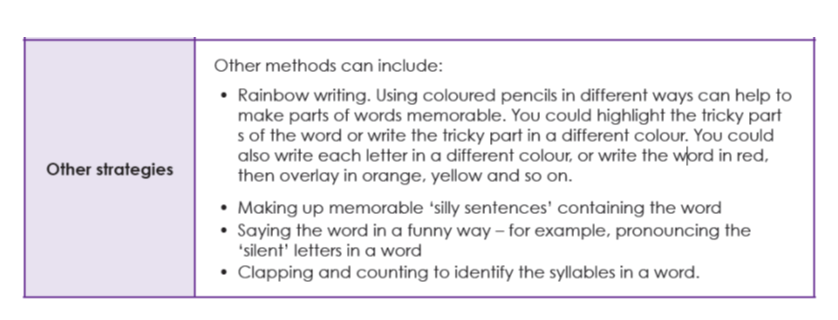 Other strategies
Other methods can include:
• Rainbow writing. Using coloured pencils in different ways can help to
make parts of words memorable. You could highlight the tricky part
s of the word or write the tricky part in a different colour. You could
also write each letter in a different colour, or write the word in red,
then overlay in orange, yellow and so on.
• Making up memorable ‘silly sentences’ containing the word
• Saying the word in a funny way – for example, pronouncing the
‘silent’ letters in a word
• Clapping and counting to identify the syllables in a word.